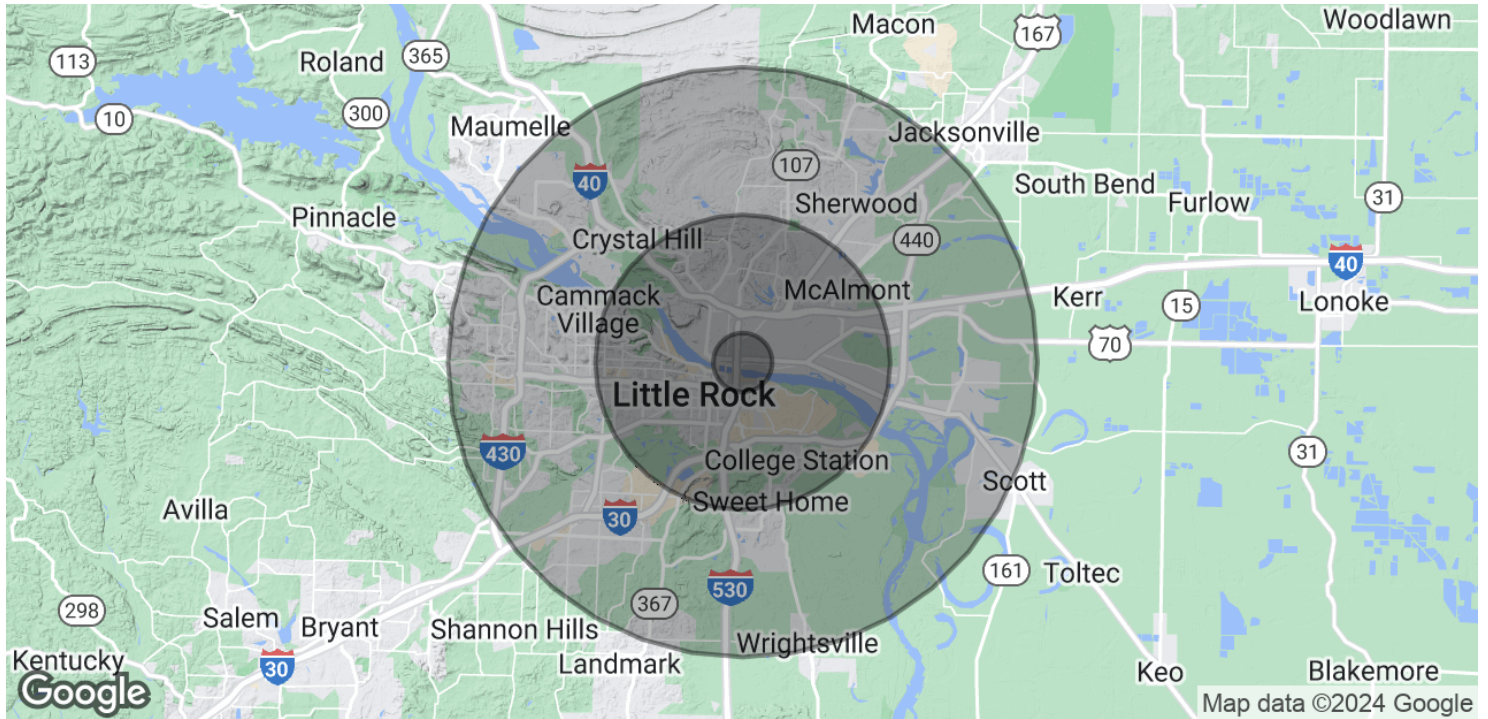 Macon
Woodlawn
167
113
Roland
365
10
300
Maumelle
Jacksonville
40
107
South Bend
Sherwood
Furlow
31
Pinnacle
Crystal Hill
440
40
McAlmont
Cammack
Village
Kerr
15
Lonoke
70
Little Rock
430
College Station
31
Scott
Sweet Home
Avilla
30
161
Toltec
530
298
367
Salem
Bryant
Shannon Hills
Wrightsville
Landmark
Kentucky
30
Keo
Blakemore
Google
Map data ©2024 Google